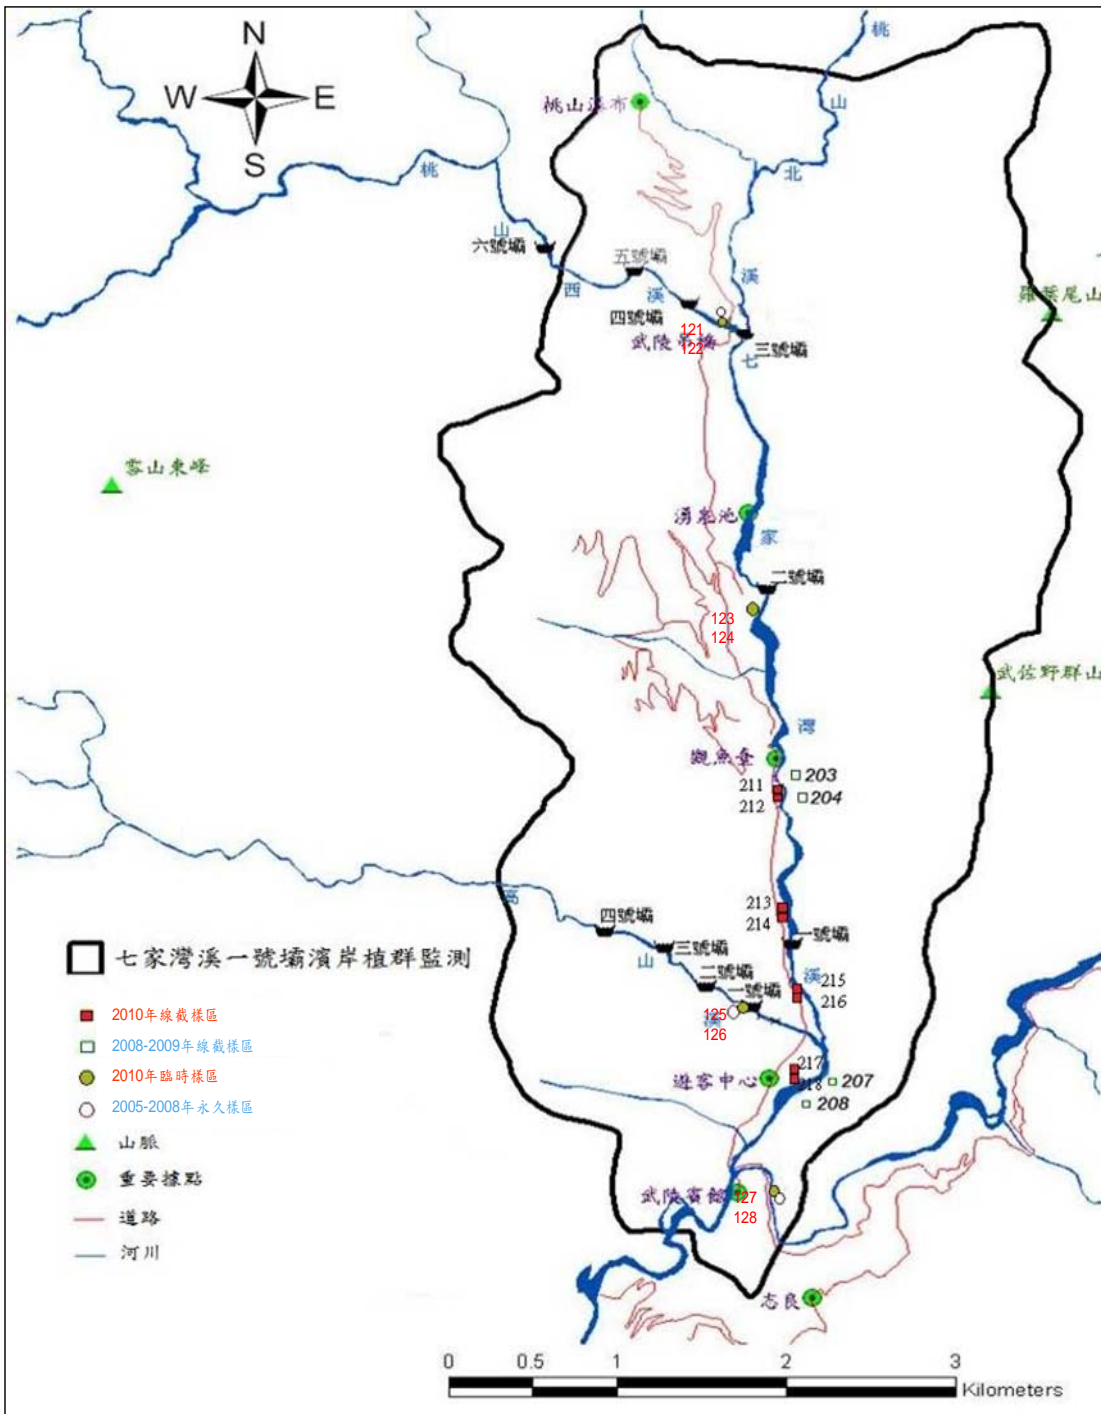 N
W E
S
桃
山
北
溪
桃山瀑布
桃
山
西
溪
六號壩
五號壩
四號壩
三號壩
羅葉尾山
121
122
武陵吊橋
七
雪山東峰
湧泉池
家
二號壩
123
124
武佐野群山
灣
觀魚臺
203
204
211
212
213
214
一號壩
溪
215
216
高
山
溪
四號壩
三號壩
二號壩
一號壩
125
126
217
218
207
208
遊客中心
武陵賓館
127
128
志良
七家灣溪一號壩濱岸植群監測
2010年線截樣區
2008-2009年線截樣區
2010年臨時樣區
2005-2008年永久樣區
山脈
重要據點
道路
河川
0 0.5 1 2 3
Kilometers